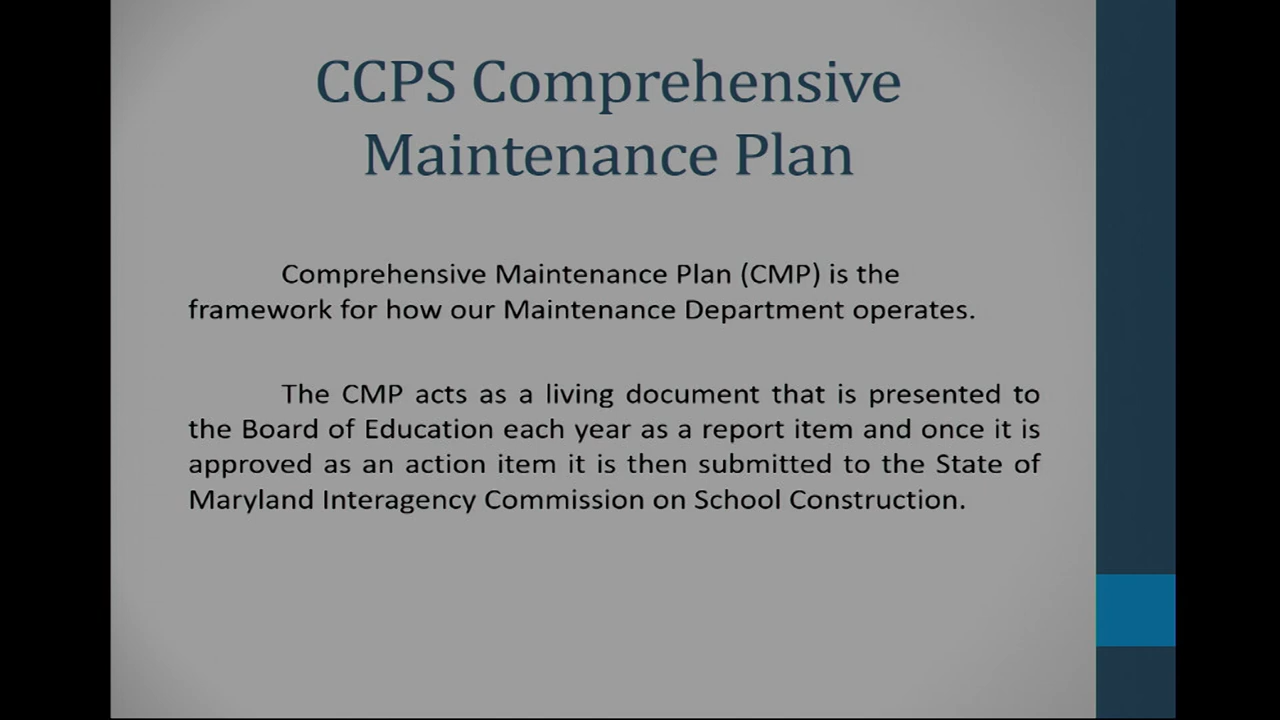 CCPS Comprehensive
Maintenance Plan
Comprehensive Maintenance Plan (CMP) is the
framework for how our Maintenance Department operates.
The CMP acts as a living document that is presented to
the Board of Education each year as a report item and once it is
approved as an action item it is then submitted to the State of
Maryland Interagency Commission on School Construction.